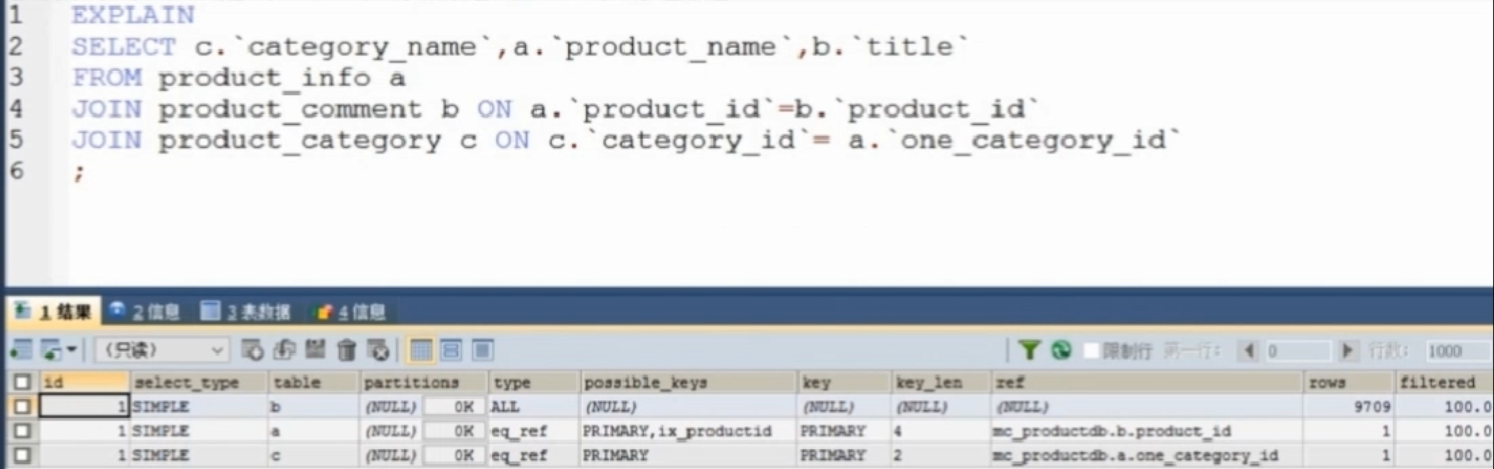 1 EXPLAIN
2 SELECT c.`category_name`,a.`product_name`,b.`title`
3 FROM product_info a
4 JOIN product_comment b ON a.`product_id`=b.`product_id`
5 JOIN product_category c ON c.`category_id`= a.`one_category_id`
6 ;
1 结果 2 信息 3 表数据 4 信息
(只读) 限制行 第一行: 0 行数: 1000
id select_type table partitions type possible_keys key key_len ref rows filtered
1 SIMPLE b (NULL) 0K ALL (NULL) (NULL) (NULL) (NULL) 9709 100.0
1 SIMPLE a (NULL) 0K eq_ref PRIMARY,ix_productid PRIMARY 4 mc_productdb.b.product_id 1 100.0
1 SIMPLE c (NULL) 0K eq_ref PRIMARY PRIMARY 2 mc_productdb.a.one_category_id 1 100.0